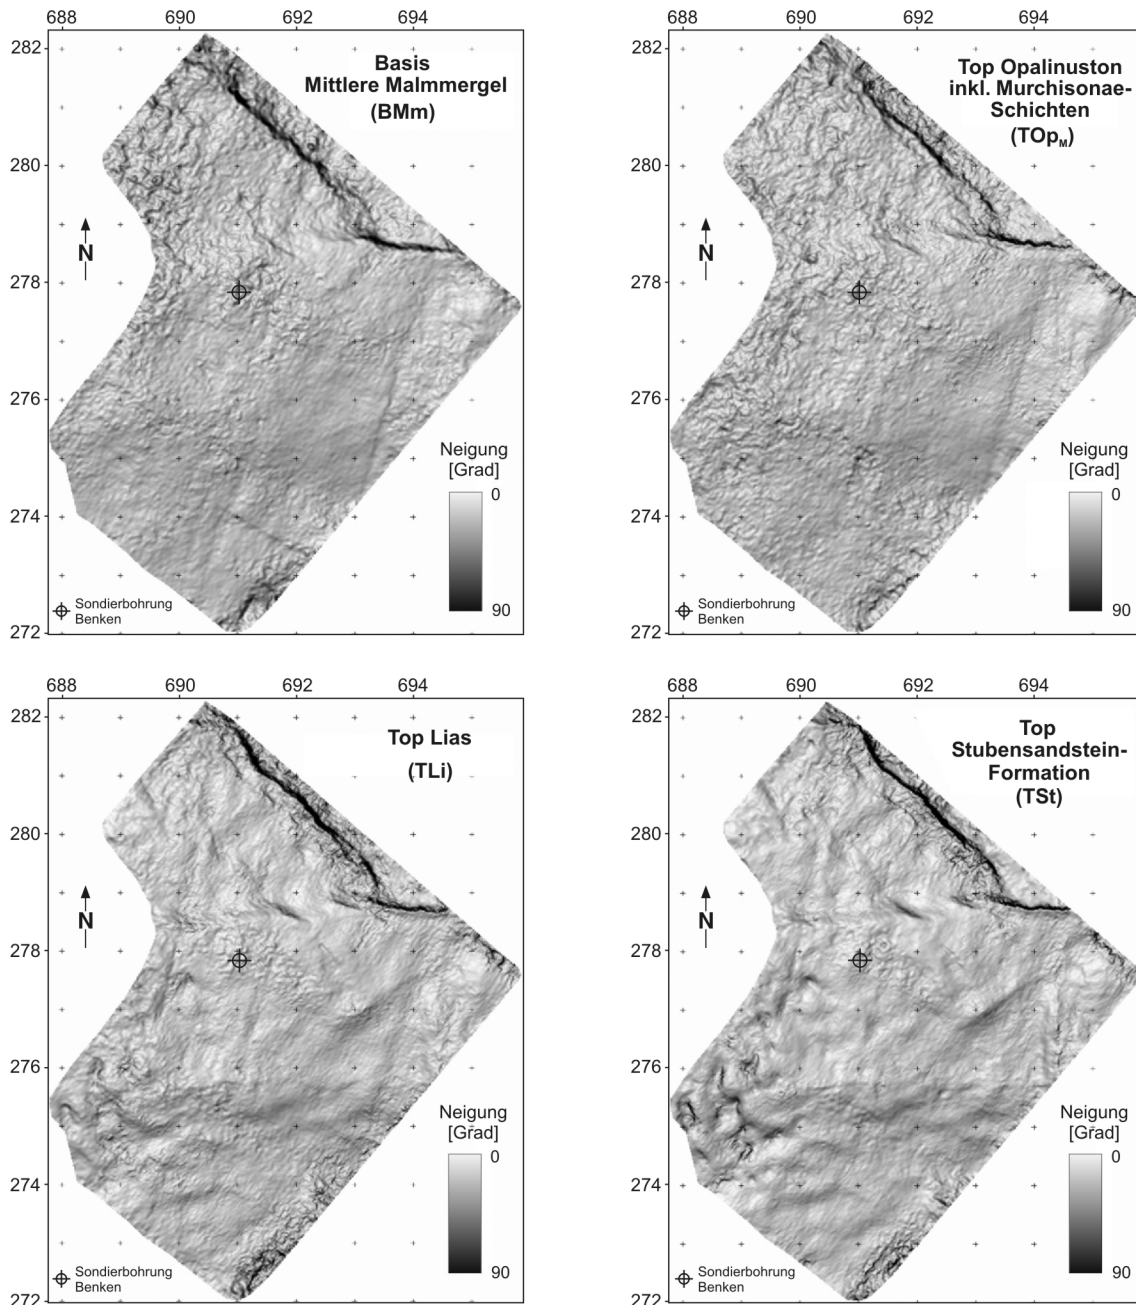 688 690 692 694
282
280
278
276
274
272
Basis
Mittlere Malmmergel
(BMm)
N
Neigung
[Grad]
0
90
Sondierbohrung
Benken
688 690 692 694
282
280
278
276
274
272
Top Opalinuston
inkl. Murchisonae-
Schichten
(TOpM)
N
Neigung
[Grad]
0
90
Sondierbohrung
Benken
688 690 692 694
282
280
278
276
274
272
Top Lias
(TLi)
N
Neigung
[Grad]
0
90
Sondierbohrung
Benken
688 690 692 694
282
280
278
276
274
272
Top
Stubensandstein-
Formation
(TSt)
N
Neigung
[Grad]
0
90
Sondierbohrung
Benken